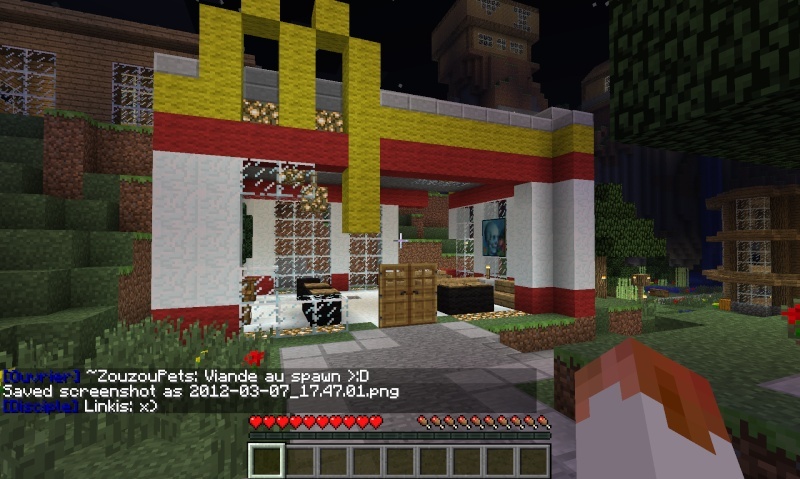 [Ouvrier] ~ZouzouPets: Viande au spawn >:D
Saved screenshot as 2012-03-07_17.47.01.png
[Disciple] Linkis: x)